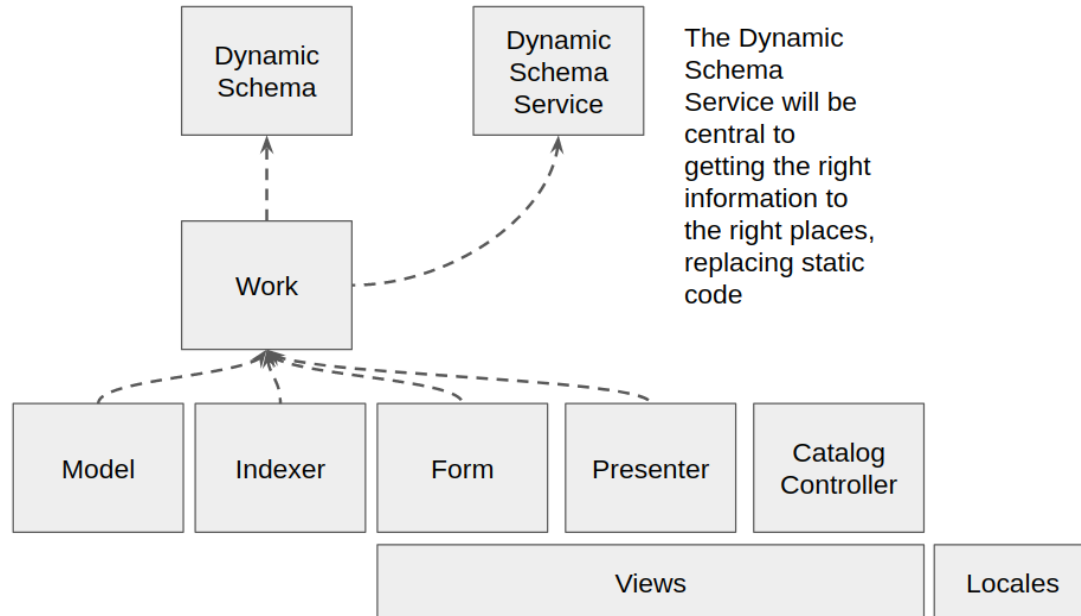 Dynamic
Schema
Dynamic
Schema
Service
The Dynamic
Schema
Service will be
central to
getting the right
information to
the right places,
replacing static
code
Work
Model
Indexer
Form
Presenter
Catalog
Controller
Views
Locales